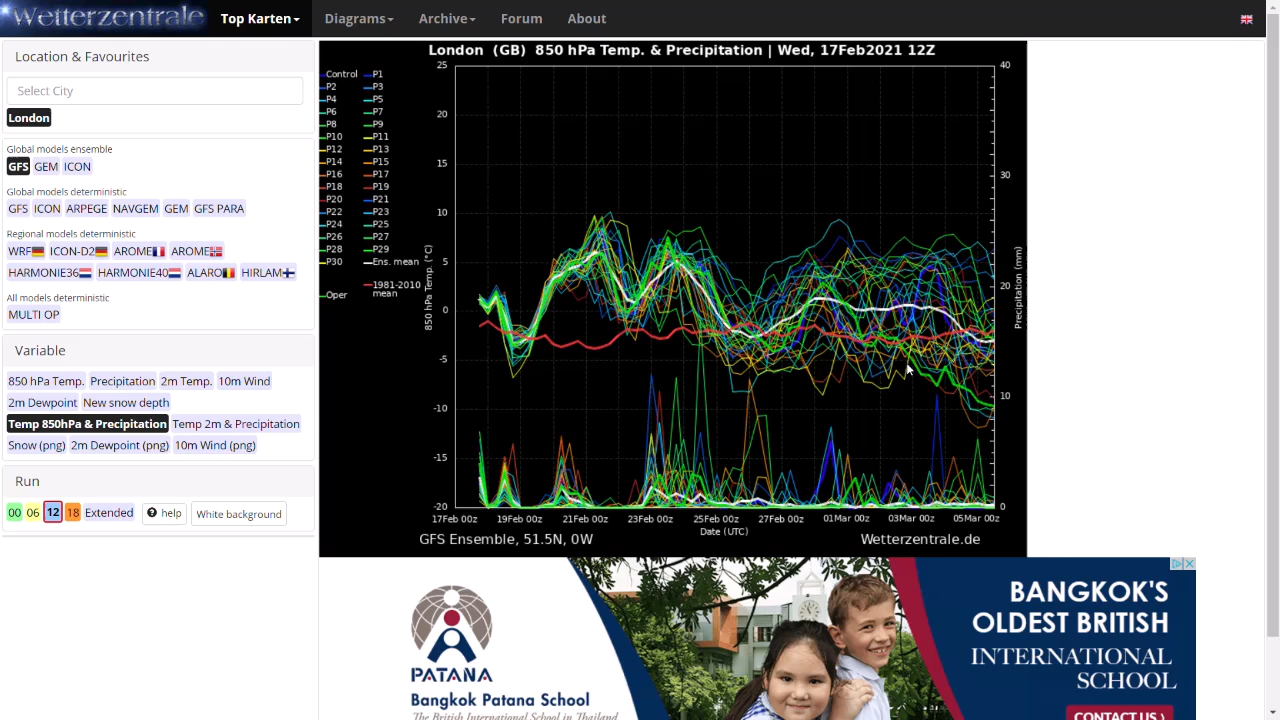 Wetterzentrale
Top Karten
Diagrams
Archive
Forum
About
Location & Favourites
Select City
London
Global models ensemble
GFS GEM ICON
Global models deterministic
GFS ICON ARPEGE NAVGEM GEM GFS PARA
Regional models deterministic
WRF ICON-D2 AROME AROME
HARMONIE36 HARMONIE40 ALARO HIRLAM
All models deterministic
MULTI OP
Variable
850 hPa Temp. Precipitation 2m Temp. 10m Wind
2m Dewpoint New snow depth
Temp 850hPa & Precipitation Temp 2m & Precipitation
Snow (png) 2m Dewpoint (png) 10m Wind (png)
Run
00 06 12 18 Extended help White background
London (GB) 850 hPa Temp. & Precipitation | Wed, 17Feb2021 12Z
Control P1
P2 P3
P4 P5
P6 P7
P8 P9
P10 P11
P12 P13
P14 P15
P16 P17
P18 P19
P20 P21
P22 P23
P24 P25
P26 P27
P28 P29
P30 Ens. mean
Oper 1981-2010
mean
850 hPa Temp. (°C)
25
20
15
10
5
0
-5
-10
-15
-20
40
30
20
10
0
Precipitation (mm)
17Feb 00z 19Feb 00z 21Feb 00z 23Feb 00z 25Feb 00z 27Feb 00z 01Mar 00z 03Mar 00z 05Mar 00z
Date (UTC)
GFS Ensemble, 51.5N, 0W
Wetterzentrale.de
PATANA
Bangkok Patana School
The British International School in Thailand
BANGKOK'S
OLDEST BRITISH
INTERNATIONAL
SCHOOL
CONTACT US ›